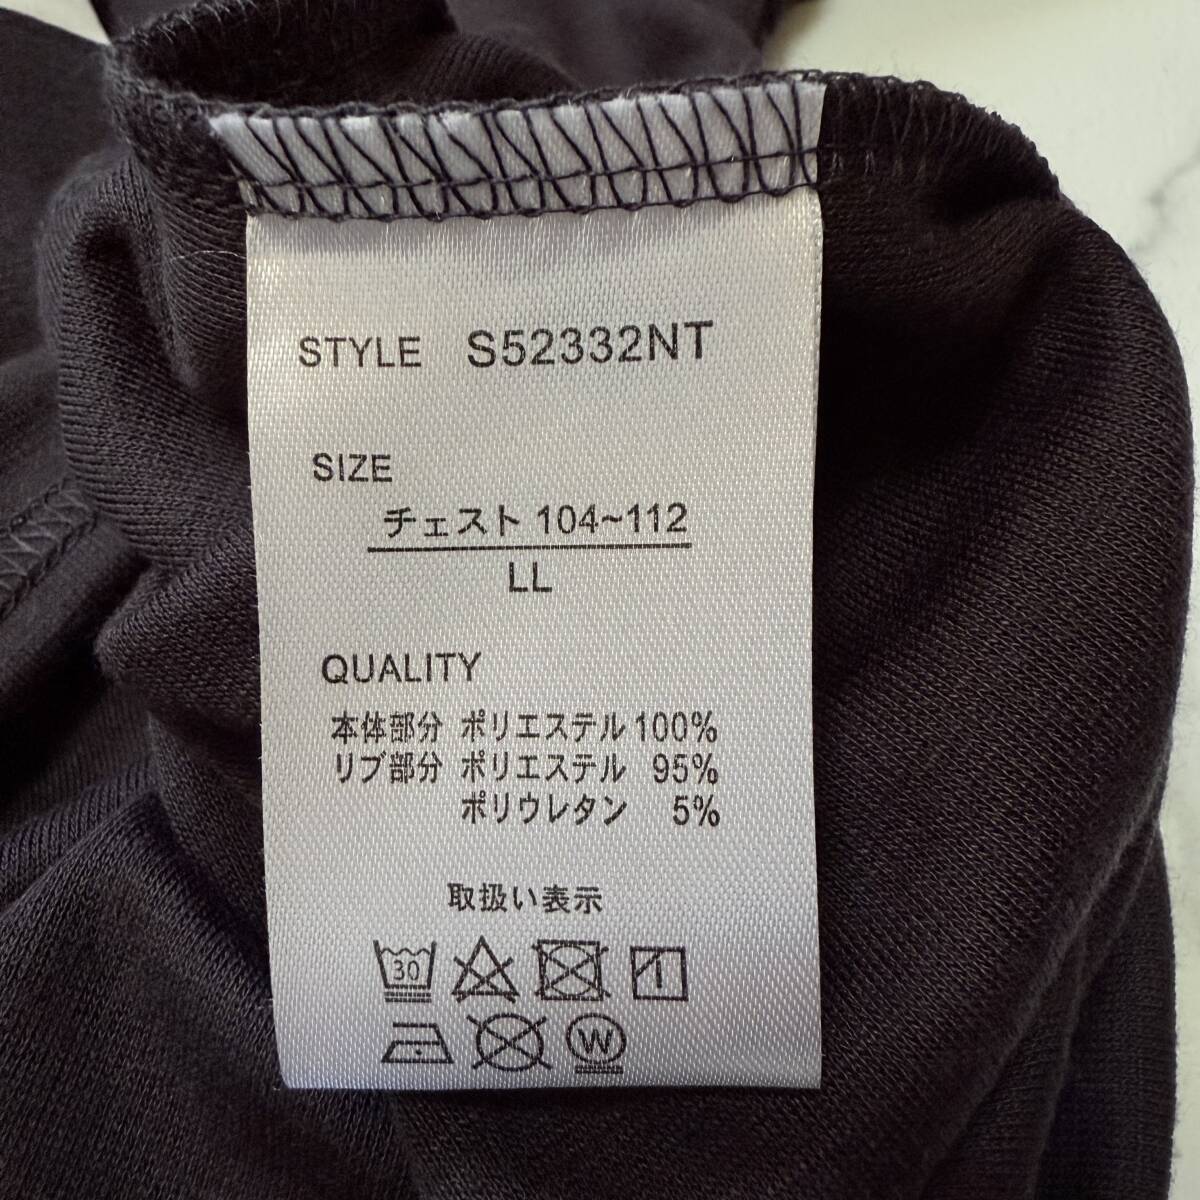 STYLE S52332NT
SIZE
チェスト 104~112
LL
QUALITY
本体部分 ポリエステル 100%
リブ部分 ポリエステル 95%
ポリウレタン 5%
取扱い表示
30
W